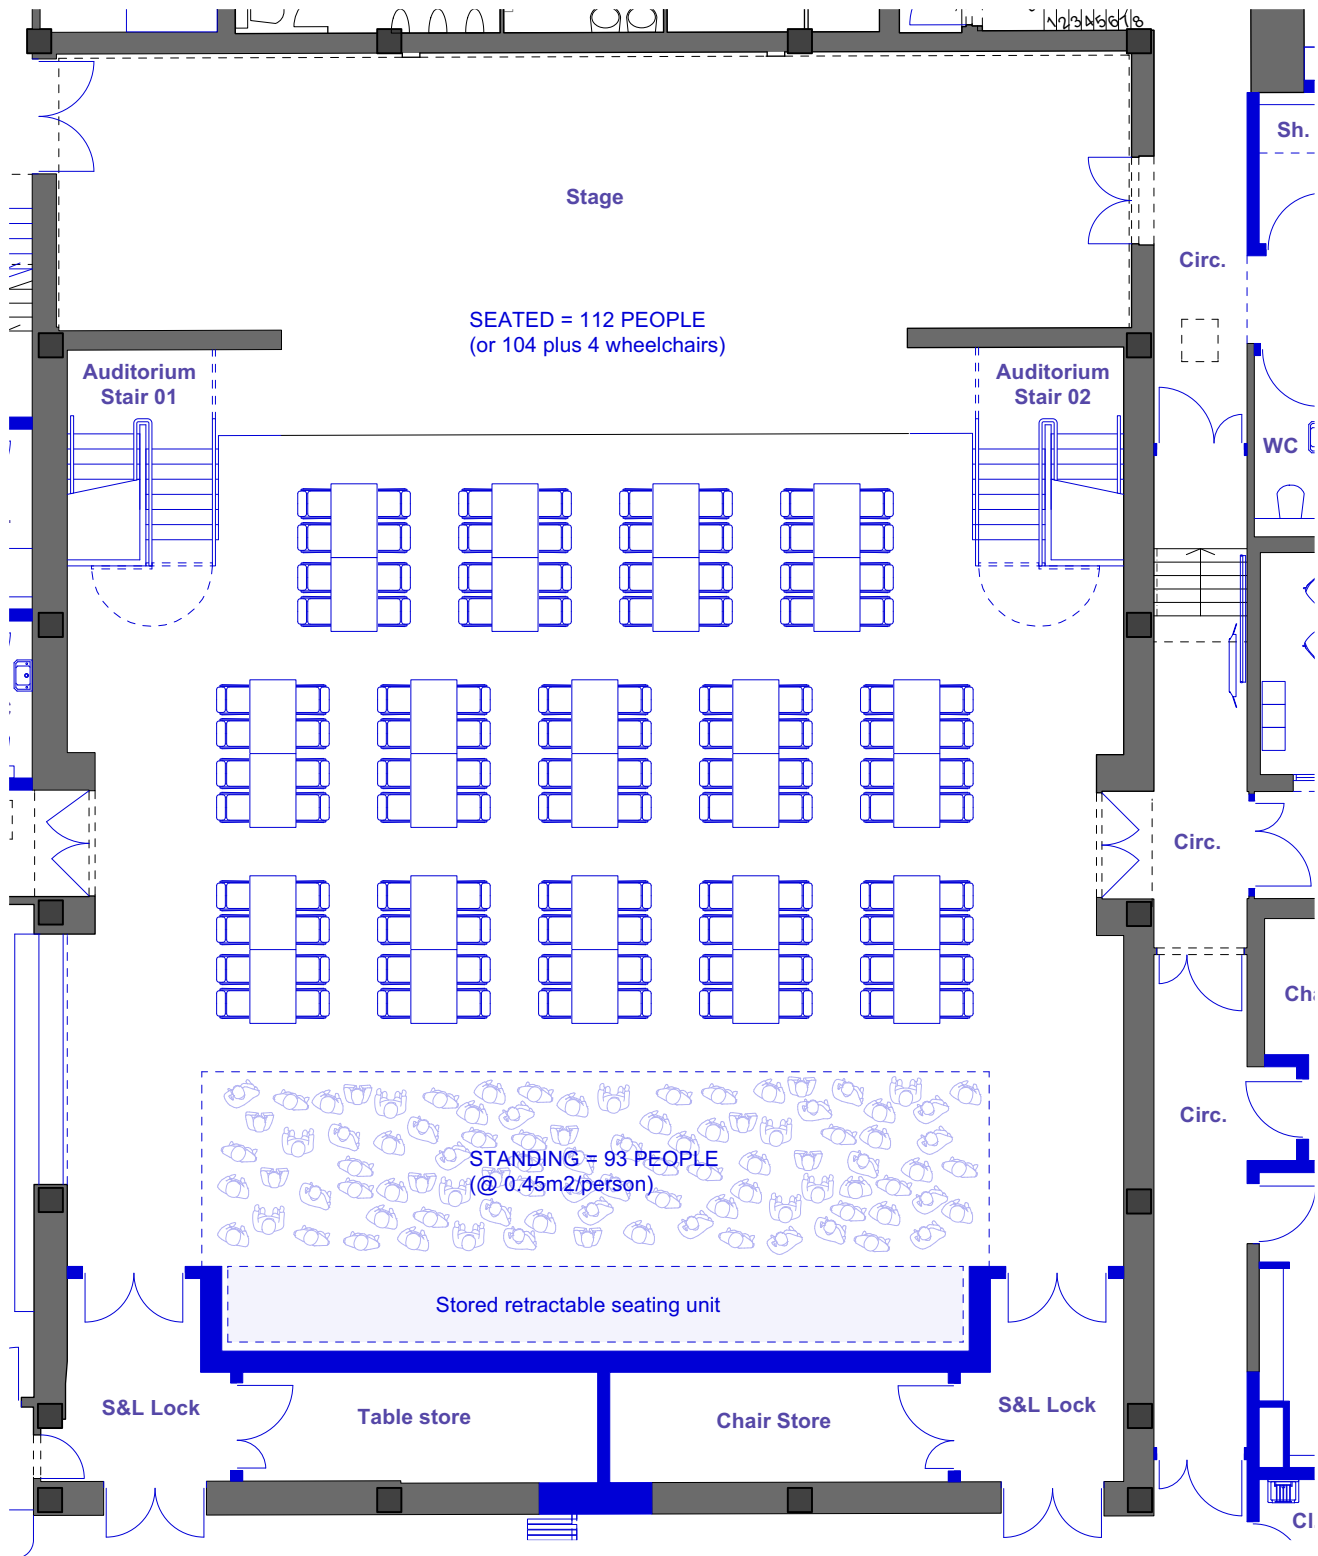 12345678
Sh.
Stage
Circ.
SEATED = 112 PEOPLE
(or 104 plus 4 wheelchairs)
Auditorium
Stair 01
Auditorium
Stair 02
WC
Circ.
Circ.
STANDING = 93 PEOPLE
(@ 0.45m2/person)
Stored retractable seating unit
S&L Lock
Table store
Chair Store
S&L Lock